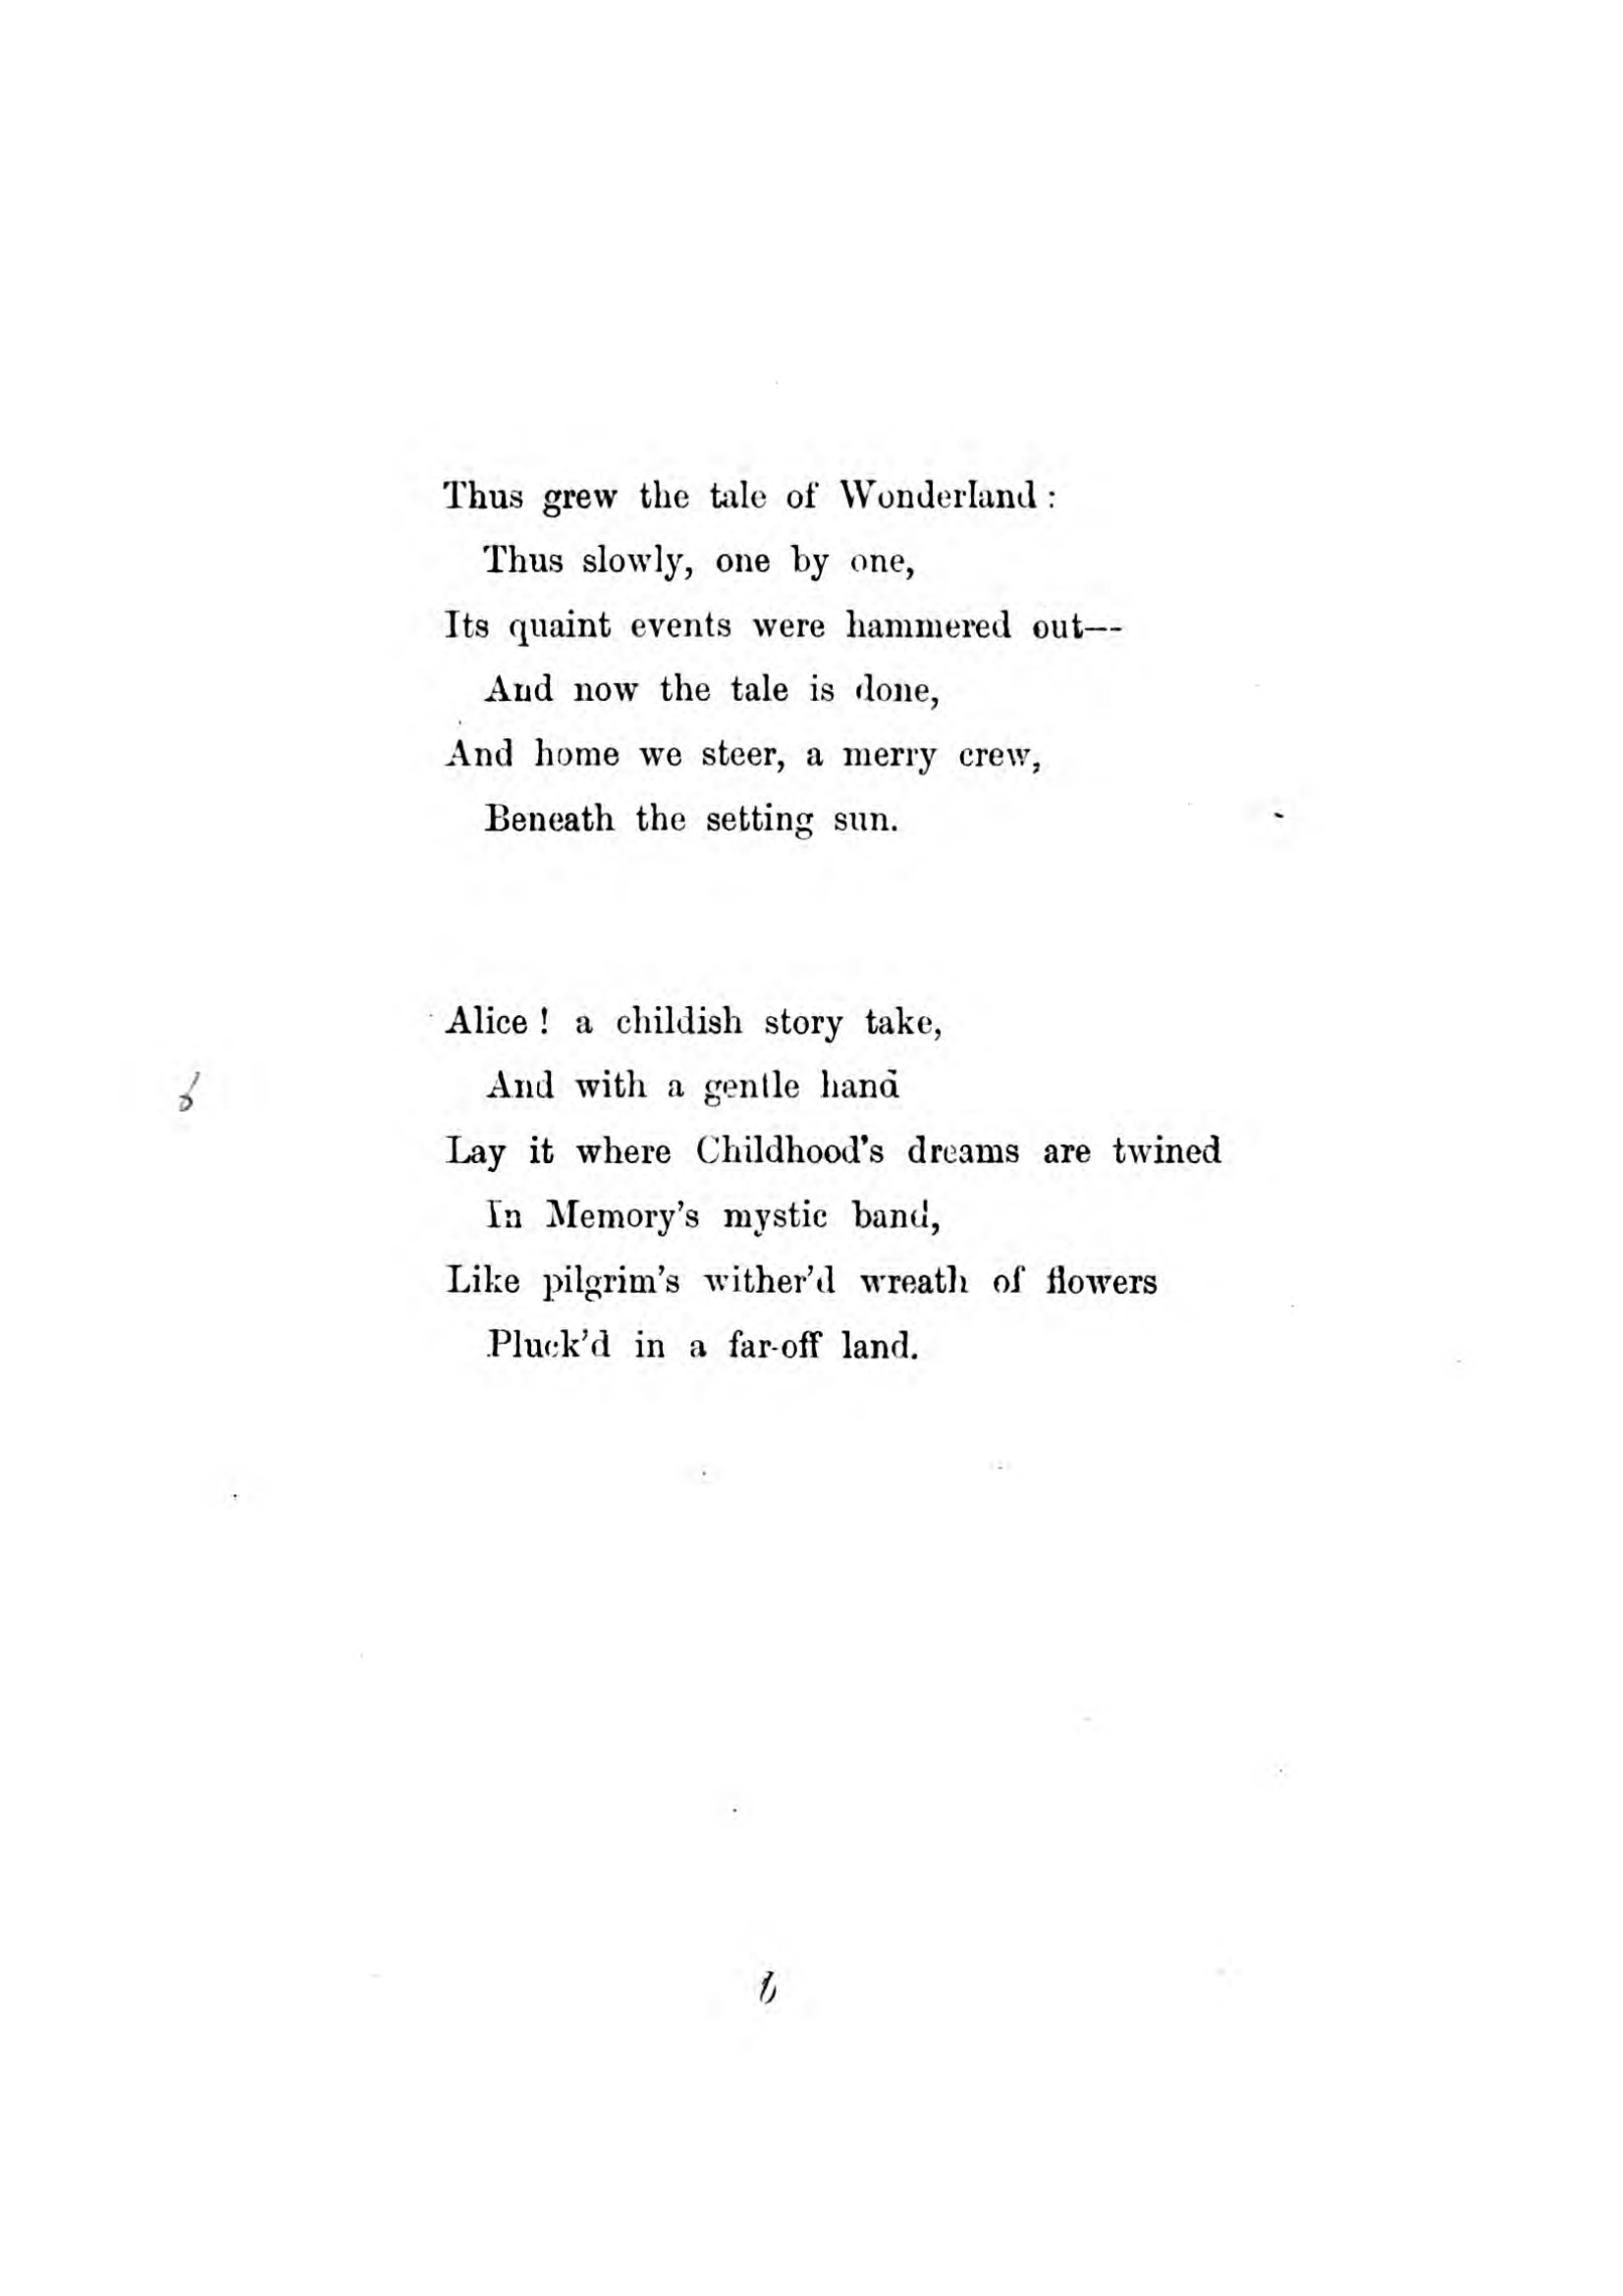 Thus grew the tale of Wonderland :
Thus slowly, one by one,
Its quaint events were hammered out—
And now the tale is done,
And home we steer, a merry crew,
Beneath the setting sun.
Alice ! a childish story take,
And with a gentle hand
Lay it where Childhood's dreams are twined
In Memory's mystic band,
Like pilgrim's wither'd wreath of flowers
Pluck'd in a far-off land.
b